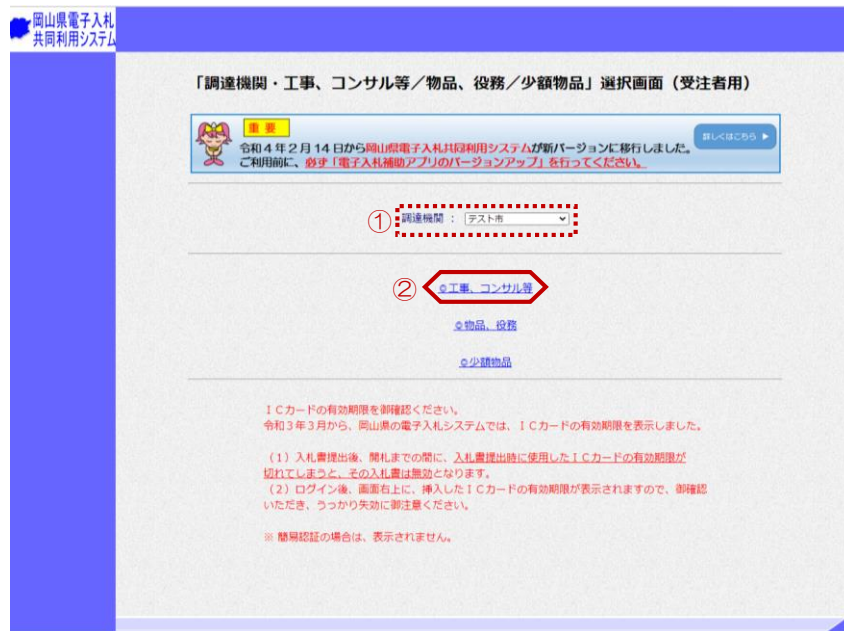 岡山県電子入札
共同利用システム
「調達機関・工事、コンサル等／物品、役務／少額物品」選択画面（受注者用）
重 要
詳しくはこちら ▶
令和４年２月14日から岡山県電子入札共同利用システムが新バージョンに移行しました。
ご利用前に、必ず「電子入札補助アプリのバージョンアップ」を行ってください。
① 調達機関 ： テスト市
② ◎工事、コンサル等
◎物品、役務
◎少額物品
ＩＣカードの有効期限を御確認ください。
令和３年３月から、岡山県の電子入札システムでは、ＩＣカードの有効期限を表示しました。
（１）入札書提出後、開札までの間に、入札書提出時に使用したＩＣカードの有効期限が
切れてしまうと、その入札書は無効となります。
（２）ログイン後、画面右上に、挿入したＩＣカードの有効期限が表示されますので、御確認
いただき、うっかり失効に御注意ください。
※ 簡易認証の場合は、表示されません。